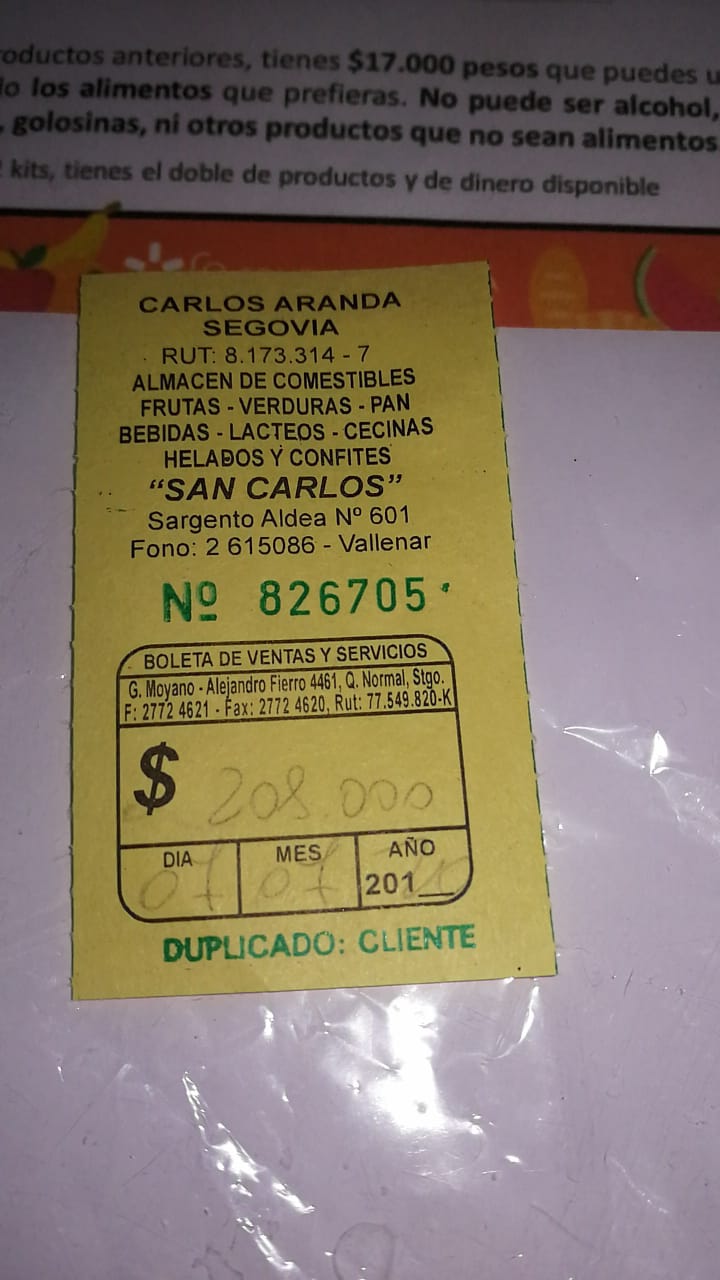 oductos anteriores, tienes $17.000 pesos que puedes u
lo los alimentos que prefieras. No puede ser alcohol,
, golosinas, ni otros productos que no sean alimentos
kits, tienes el doble de productos y de dinero disponible
CARLOS ARANDA
SEGOVIA
RUT: 8.173.314 - 7
ALMACEN DE COMESTIBLES
FRUTAS - VERDURAS - PAN
BEBIDAS - LACTEOS - CECINAS
HELADOS Y CONFITES
“SAN CARLOS”
Sargento Aldea Nº 601
Fono: 2 615086 - Vallenar
Nº 826705
BOLETA DE VENTAS Y SERVICIOS
G. Moyano - Alejandro Fierro 4461, Q. Normal, Stgo.
F: 2772 4621 - Fax: 2772 4620, Rut: 77.549.820-K
$ 208.000
DIA MES AÑO
07 07 201_
DUPLICADO: CLIENTE